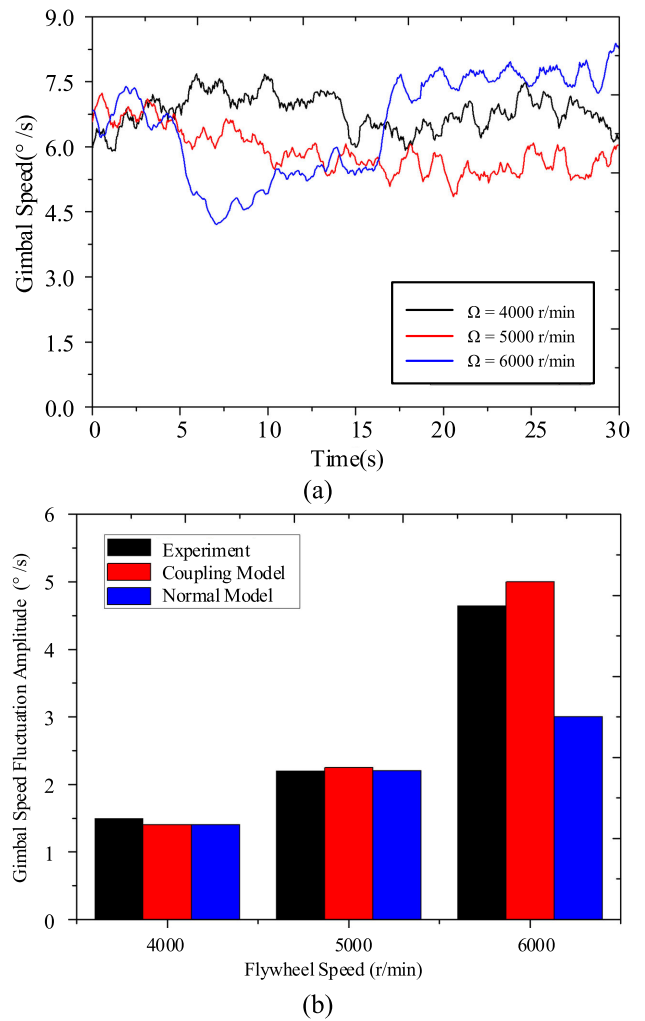 9.0
7.5
6.0
4.5
3.0
1.5
0.0
Gimbal Speed(° /s)
Ω = 4000 r/min
Ω = 5000 r/min
Ω = 6000 r/min
0 5 10 15 20 25 30
Time(s)
(a)
6
5
4
3
2
1
0
Gimbal Speed Fluctuation Amplitude (° /s)
Experiment
Coupling Model
Normal Model
4000 5000 6000
Flywheel Speed (r/min)
(b)